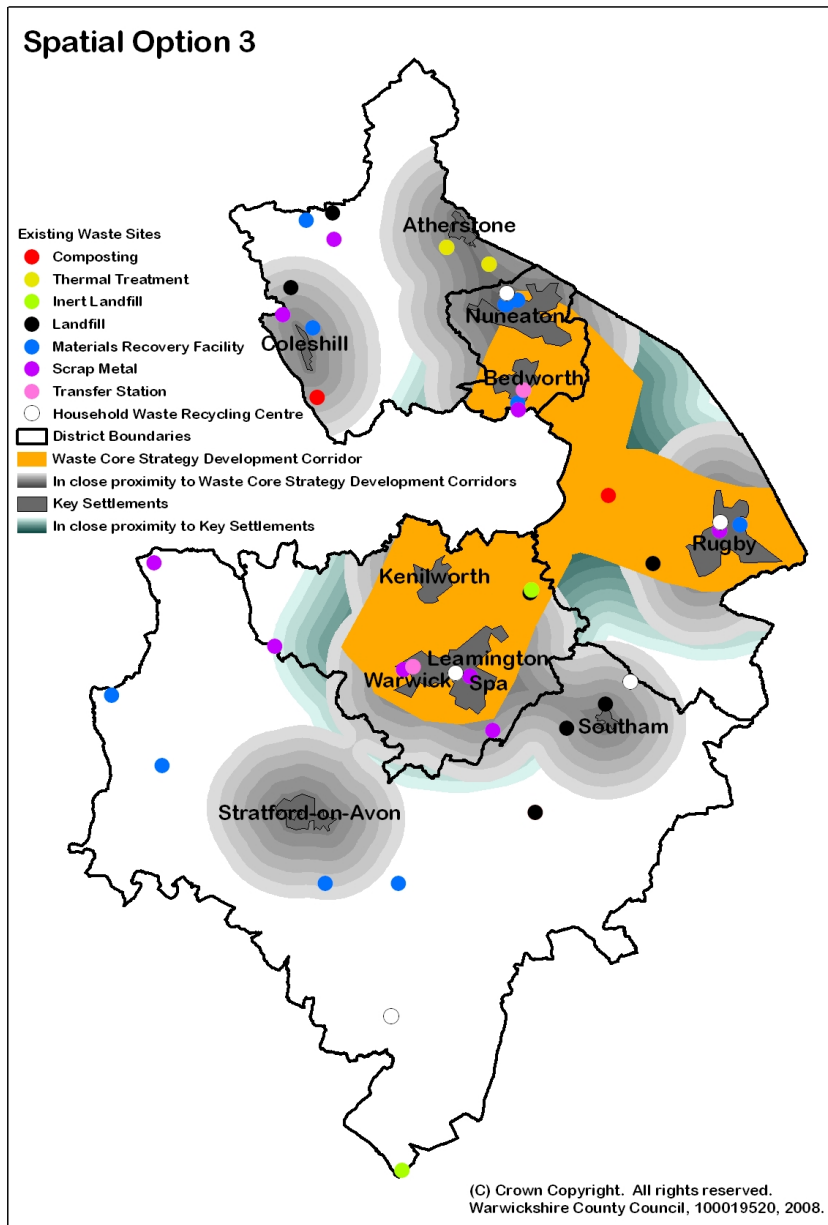 Spatial Option 3
Atherstone
Existing Waste Sites
Composting
Thermal Treatment
Inert Landfill
Landfill
Materials Recovery Facility
Scrap Metal
Transfer Station
Household Waste Recycling Centre
District Boundaries
Waste Core Strategy Development Corridor
In close proximity to Waste Core Strategy Development Corridors
Key Settlements
In close proximity to Key Settlements
Nuneaton
Coleshill
Bedworth
Rugby
Kenilworth
Leamington
Warwick
Spa
Southam
Stratford-on-Avon
(C) Crown Copyright. All rights reserved.
Warwickshire County Council, 100019520, 2008.